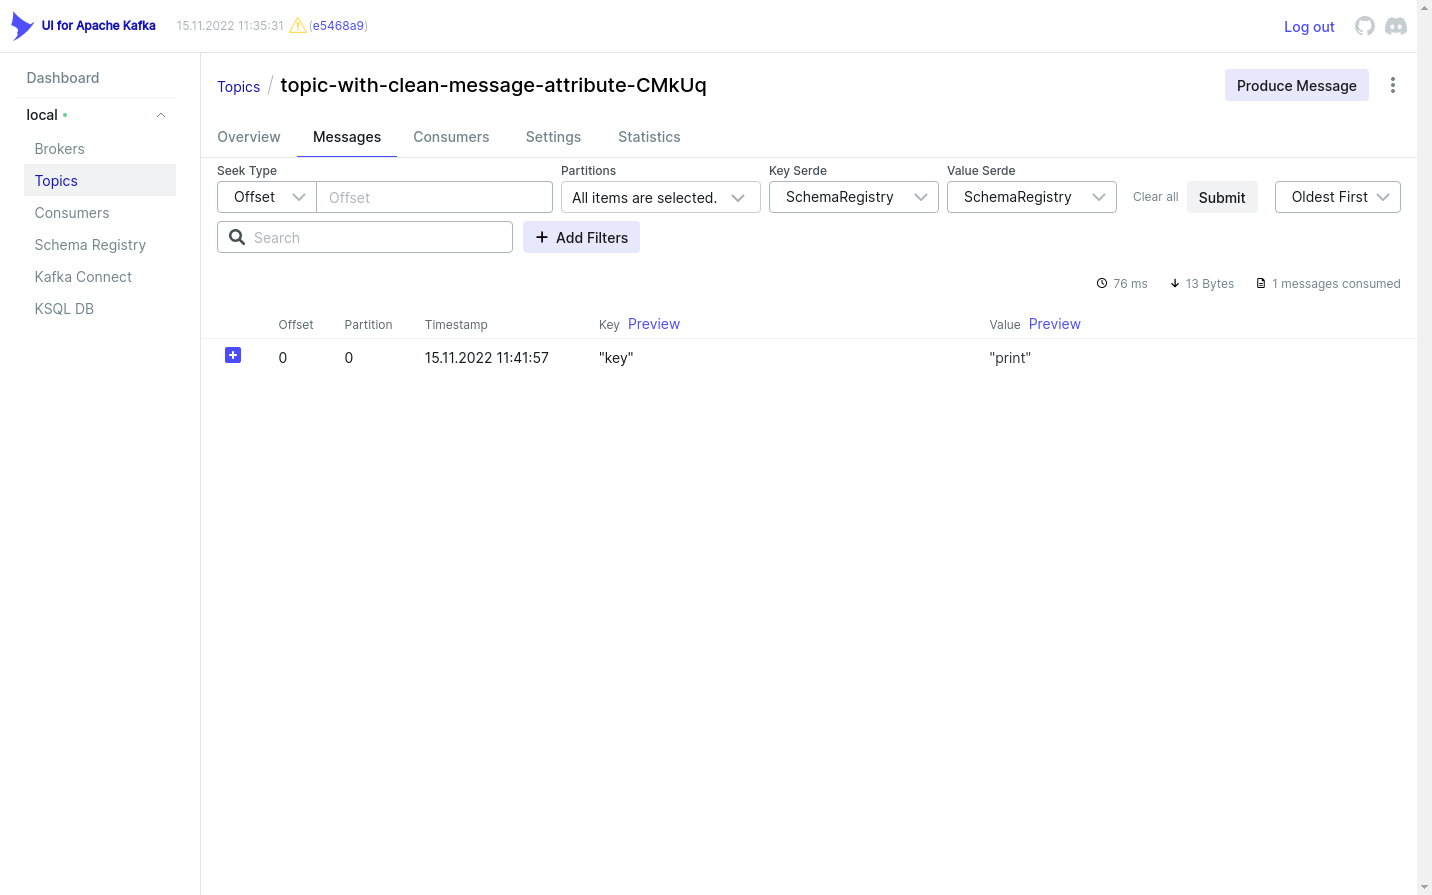 UI for Apache Kafka 15.11.2022 11:35:31 (e5468a9) Log out
Dashboard
local
Brokers
Topics
Consumers
Schema Registry
Kafka Connect
KSQL DB
Topics / topic-with-clean-message-attribute-CMkUq Produce Message
Overview Messages Consumers Settings Statistics
Seek Type Partitions Key Serde Value Serde
Offset Offset All items are selected. SchemaRegistry SchemaRegistry Clear all Submit Oldest First
Search Add Filters
76 ms 13 Bytes 1 messages consumed
Offset Partition Timestamp Key Preview Value Preview
0 0 15.11.2022 11:41:57 "key" "print"